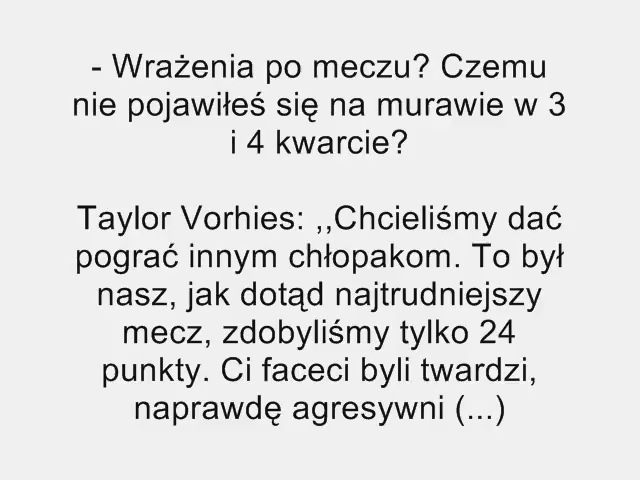 - Wrażenia po meczu? Czemu
nie pojawiłeś się na murawie w 3
i 4 kwarcie?
Taylor Vorhies: ,,Chcieliśmy dać
pograć innym chłopakom. To był
nasz, jak dotąd najtrudniejszy
mecz, zdobyliśmy tylko 24
punkty. Ci faceci byli twardzi,
naprawdę agresywni (...)